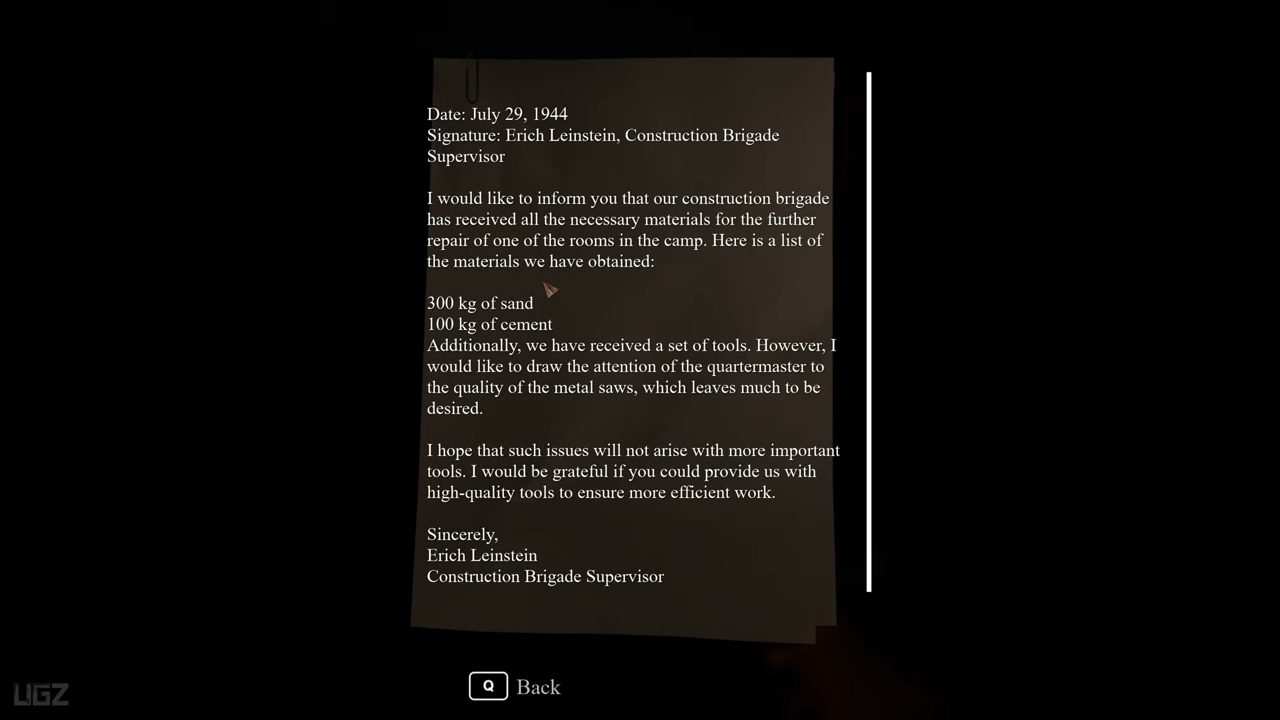 Date: July 29, 1944
Signature: Erich Leinstein, Construction Brigade
Supervisor
I would like to inform you that our construction brigade
has received all the necessary materials for the further
repair of one of the rooms in the camp. Here is a list of
the materials we have obtained:
300 kg of sand
100 kg of cement
Additionally, we have received a set of tools. However, I
would like to draw the attention of the quartermaster to
the quality of the metal saws, which leaves much to be
desired.
I hope that such issues will not arise with more important
tools. I would be grateful if you could provide us with
high-quality tools to ensure more efficient work.
Sincerely,
Erich Leinstein
Construction Brigade Supervisor
Q Back
UGZ